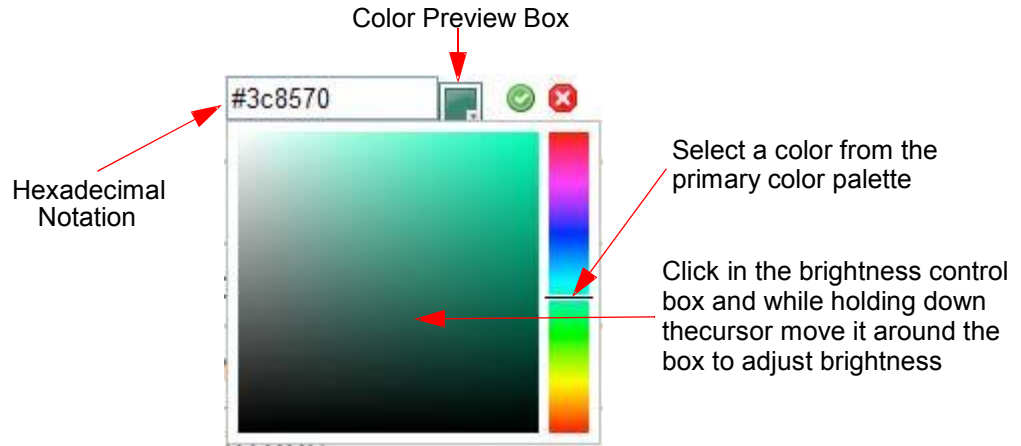 Color Preview Box
#3c8570
Hexadecimal
Notation
Select a color from the
primary color palette
Click in the brightness control
box and while holding down
thecursor move it around the
box to adjust brightness